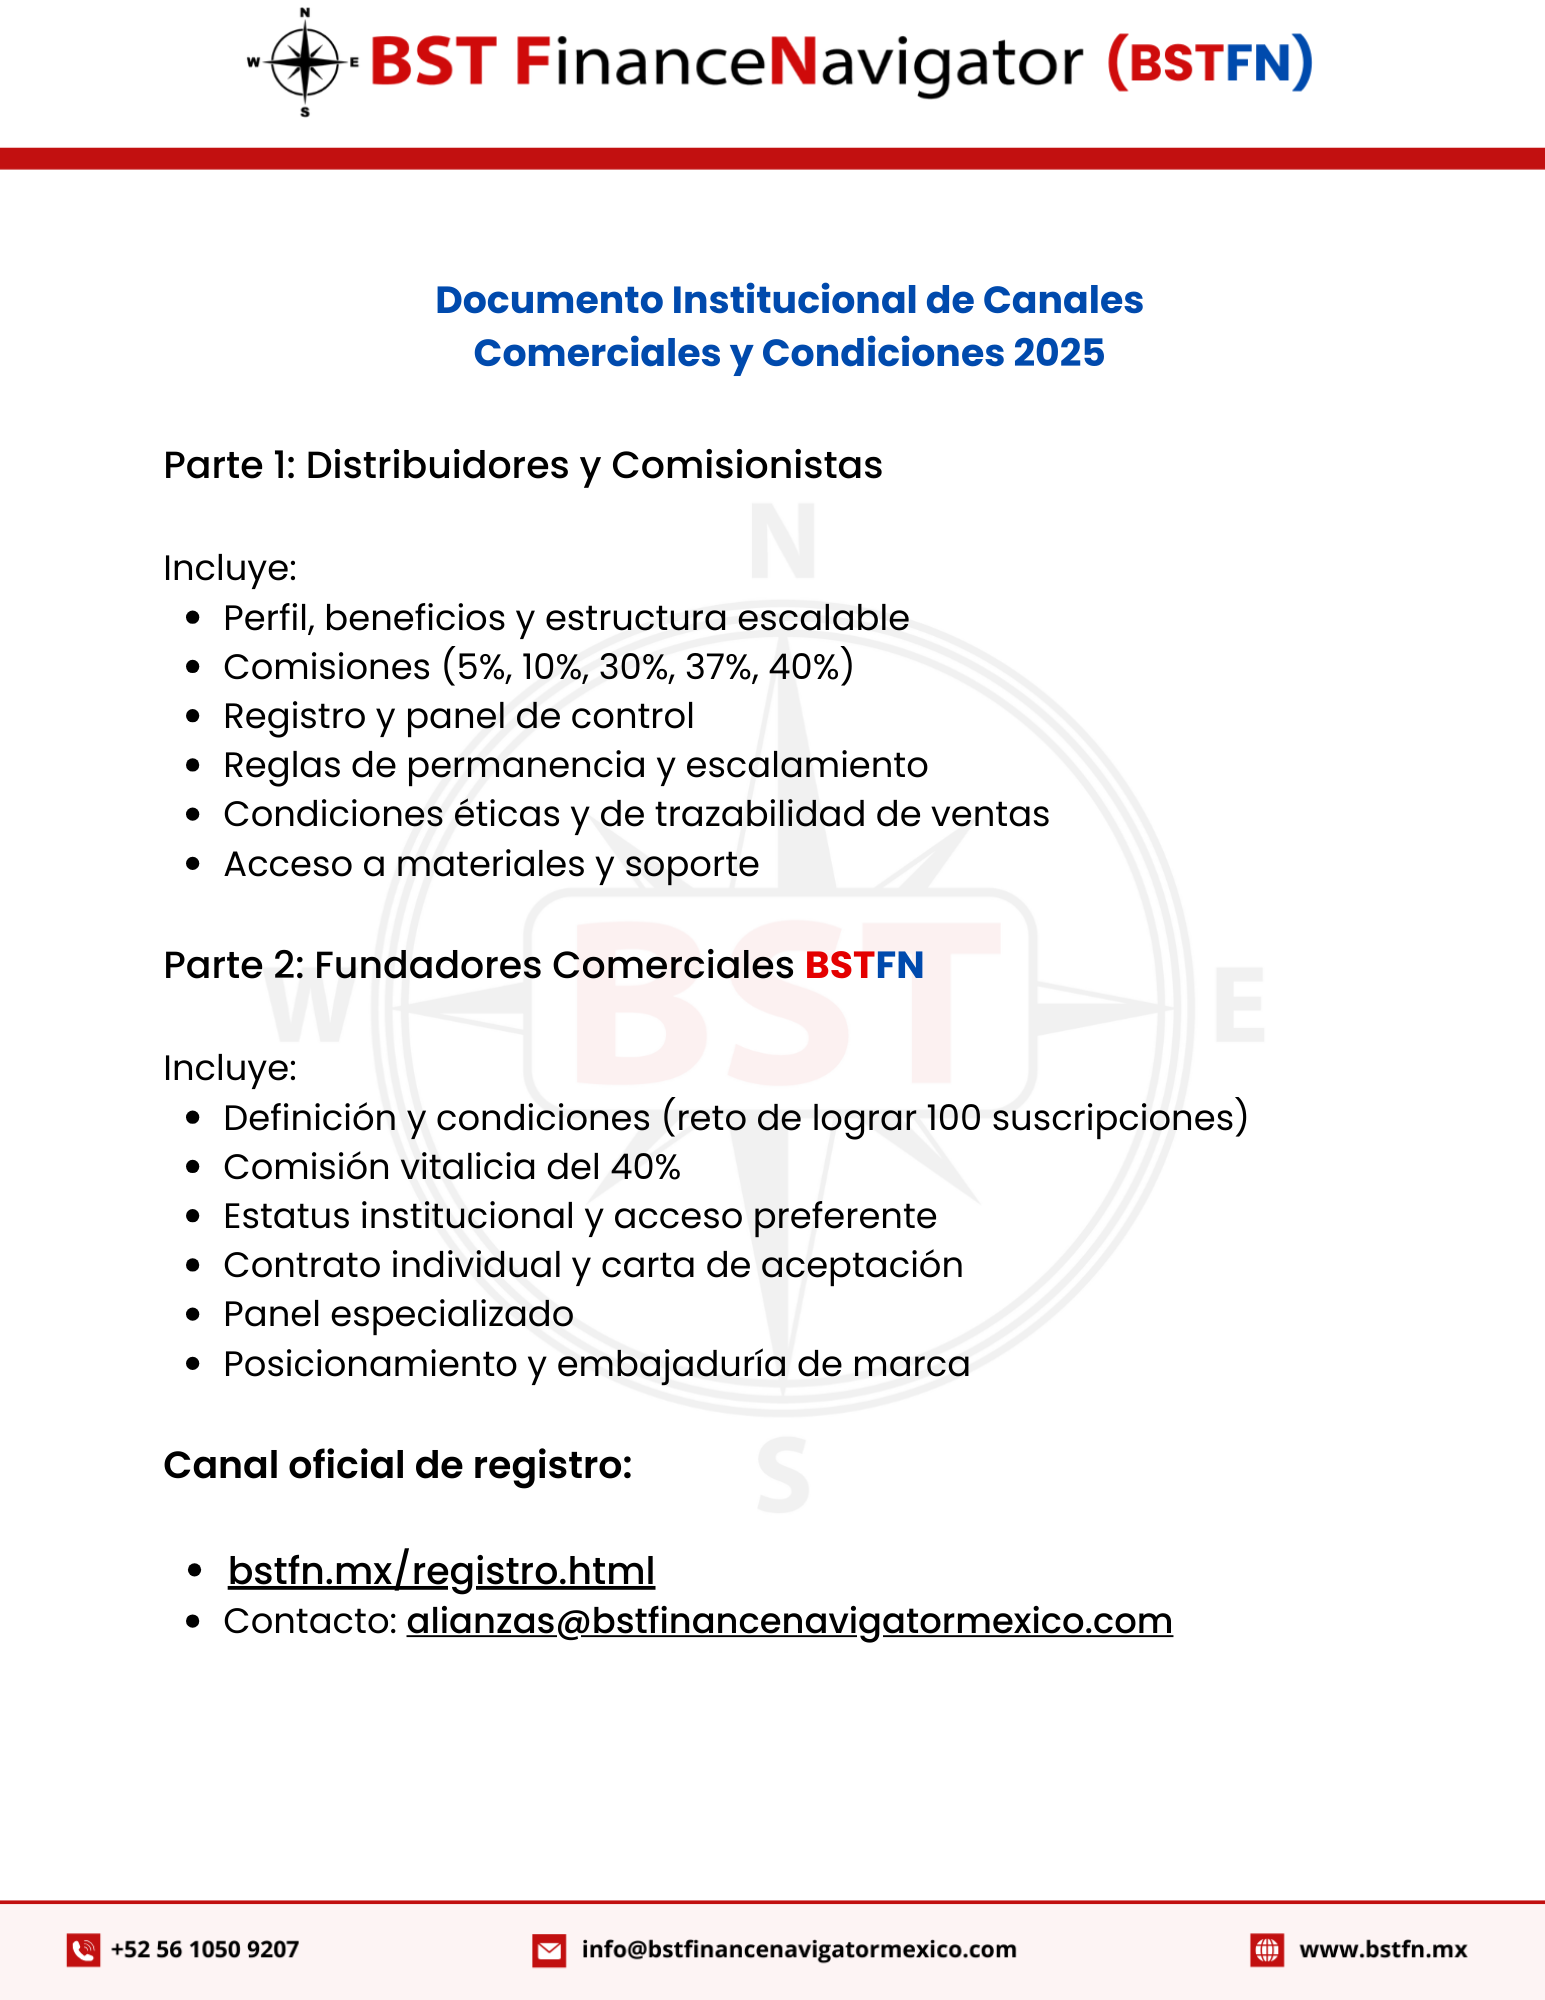 N
W E BST FinanceNavigator (BSTFN)
S
Documento Institucional de Canales
Comerciales y Condiciones 2025
Parte 1: Distribuidores y Comisionistas
N
Incluye:
• Perfil, beneficios y estructura escalable
• Comisiones (5%, 10%, 30%, 37%, 40%)
• Registro y panel de control
• Reglas de permanencia y escalamiento
• Condiciones éticas y de trazabilidad de ventas
• Acceso a materiales y soporte
Parte 2: Fundadores Comerciales BSTFN
W BST E
Incluye:
• Definición y condiciones (reto de lograr 100 suscripciones)
• Comisión vitalicia del 40%
• Estatus institucional y acceso preferente
• Contrato individual y carta de aceptación
• Panel especializado
• Posicionamiento y embajaduría de marca
Canal oficial de registro:
S
• bstfn.mx/registro.html
• Contacto: alianzas@bstfinancenavigatormexico.com
+52 56 1050 9207 info@bstfinancenavigatormexico.com www.bstfn.mx